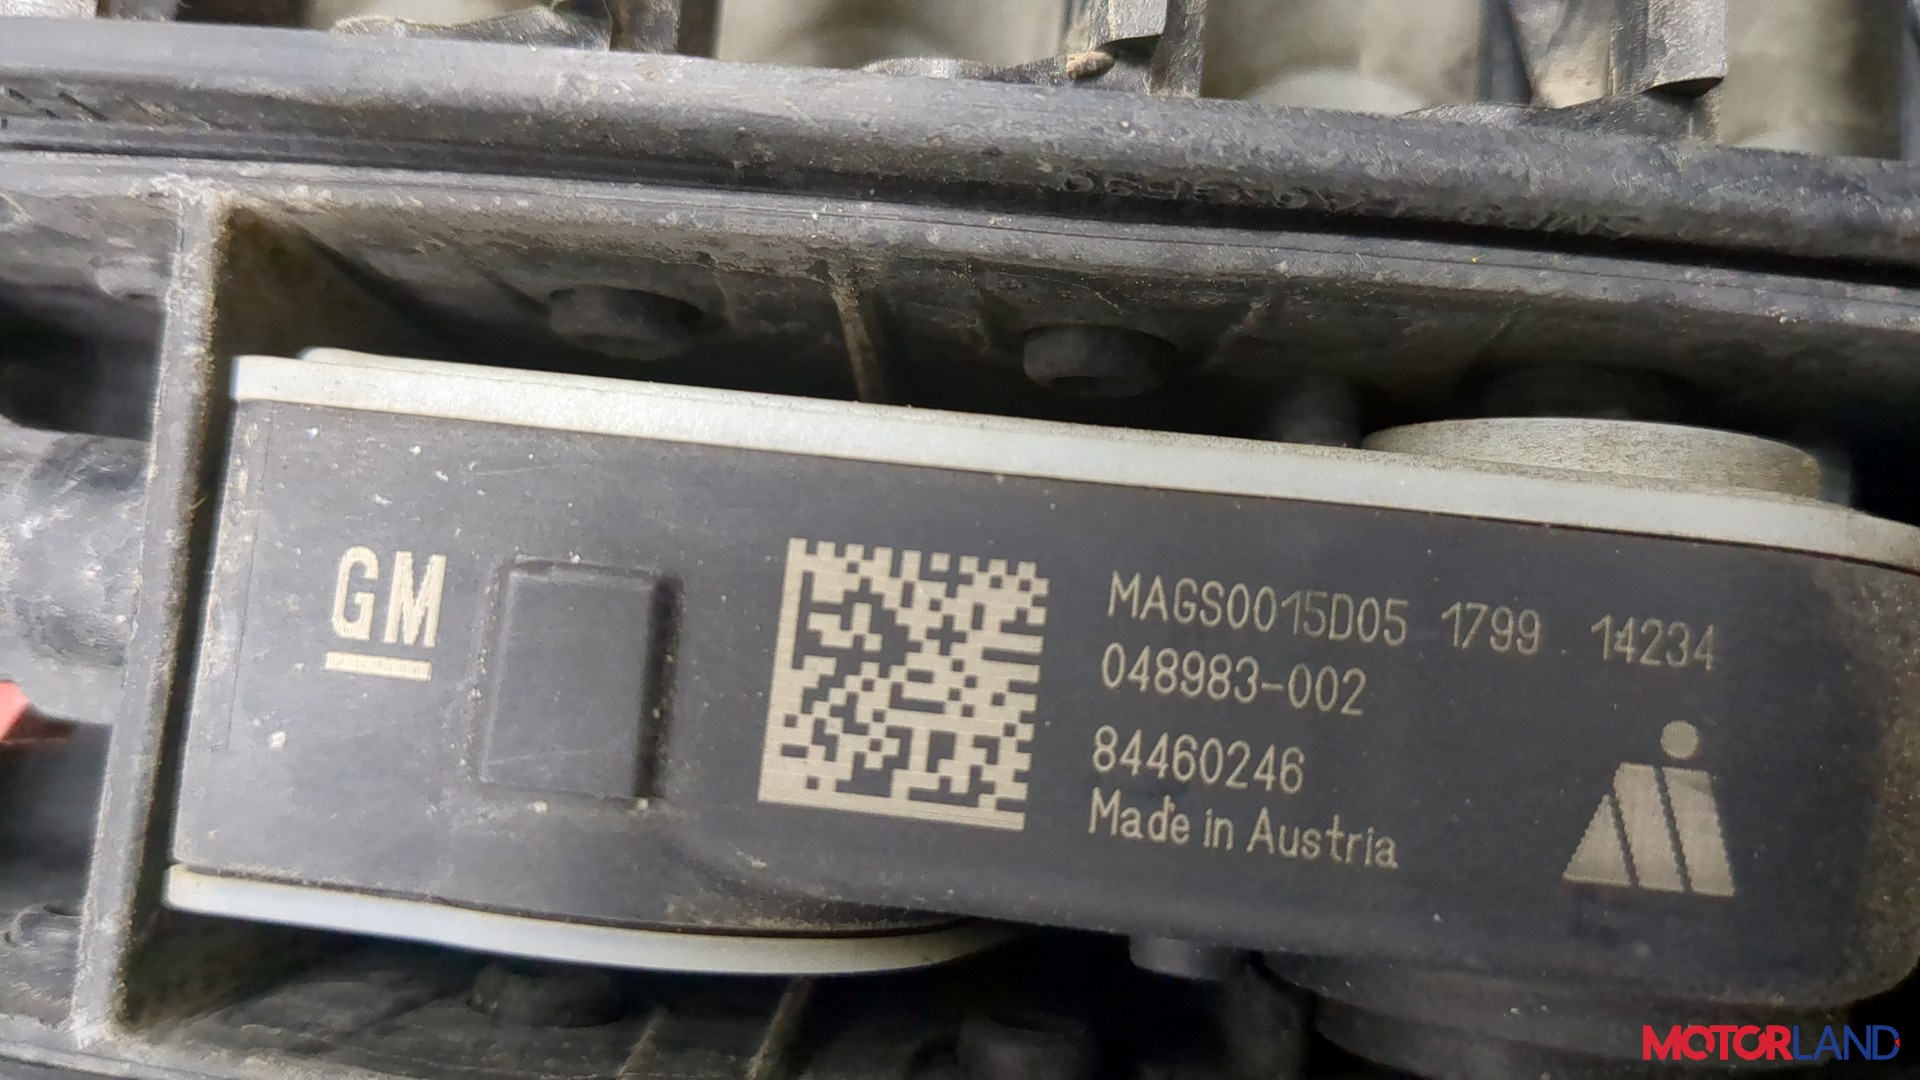 GM
MAGS0015D05 1799 14234
048983-002
84460246
Made in Austria
MOTORLAND